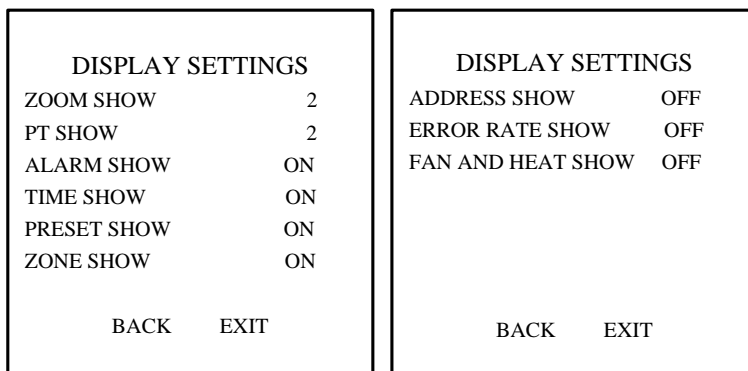 DISPLAY SETTINGS
ZOOM SHOW 2
PT SHOW 2
ALARM SHOW ON
TIME SHOW ON
PRESET SHOW ON
ZONE SHOW ON
BACK EXIT
DISPLAY SETTINGS
ADDRESS SHOW OFF
ERROR RATE SHOW OFF
FAN AND HEAT SHOW OFF
BACK EXIT